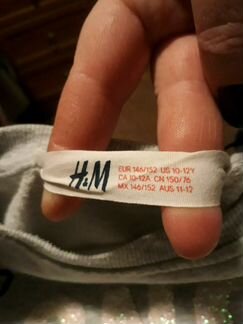 H&M
EUR 146/152 US 10-12Y
CA 10-12A CN 150/76
MX 146/152 AUS 11-12